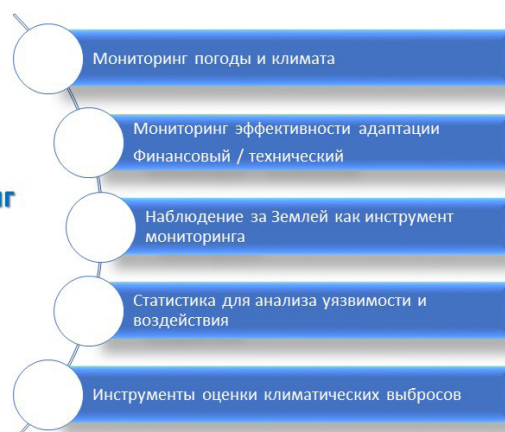 Мониторинг погоды и климата
Мониторинг эффективности адаптации
Финансовый / технический
г
Наблюдение за Землей как инструмент
мониторинга
Статистика для анализа уязвимости и
воздействия
Инструменты оценки климатических выбросов